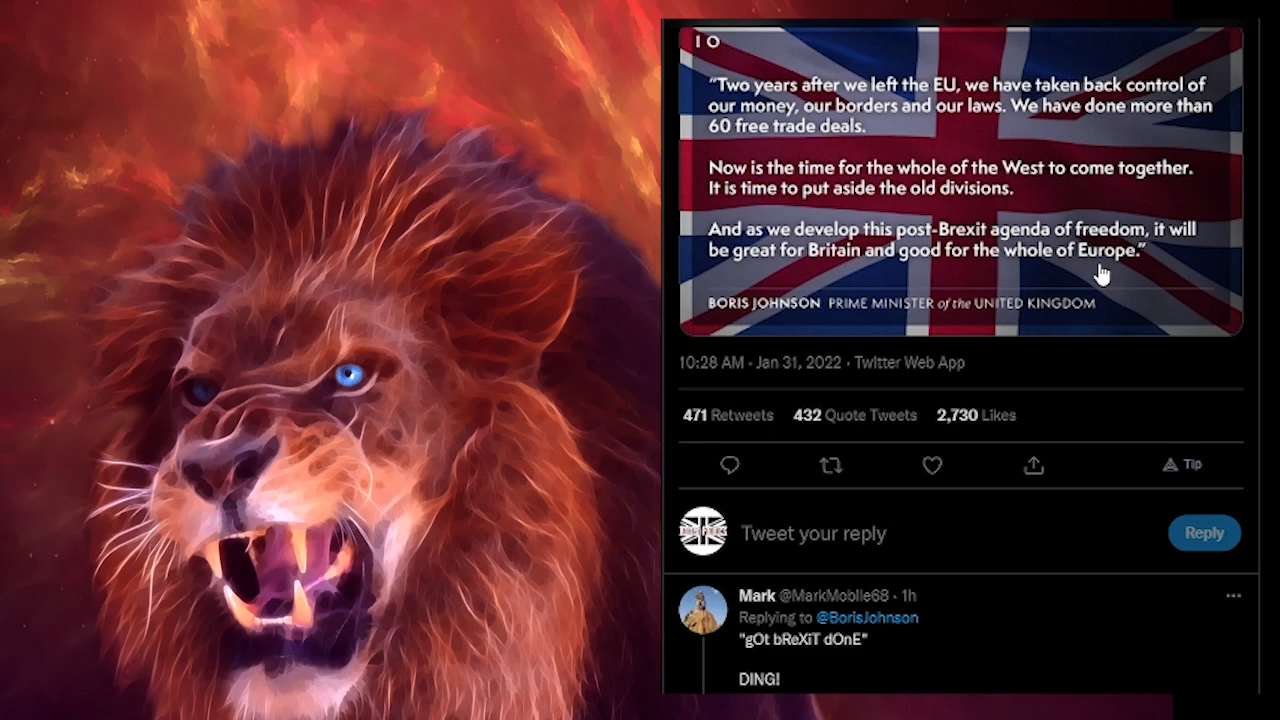 IO
“Two years after we left the EU, we have taken back control of
our money, our borders and our laws. We have done more than
60 free trade deals.
Now is the time for the whole of the West to come together.
It is time to put aside the old divisions.
And as we develop this post-Brexit agenda of freedom, it will
be great for Britain and good for the whole of Europe.”
BORIS JOHNSON PRIME MINISTER of the UNITED KINGDOM
10:28 AM · Jan 31, 2022 · Twitter Web App
471 Retweets 432 Quote Tweets 2,730 Likes
Tip
Tweet your reply
Reply
Mark @MarkMobile68 · 1h
Replying to @BorisJohnson
"gOt bReXiT dOnE"
DING!